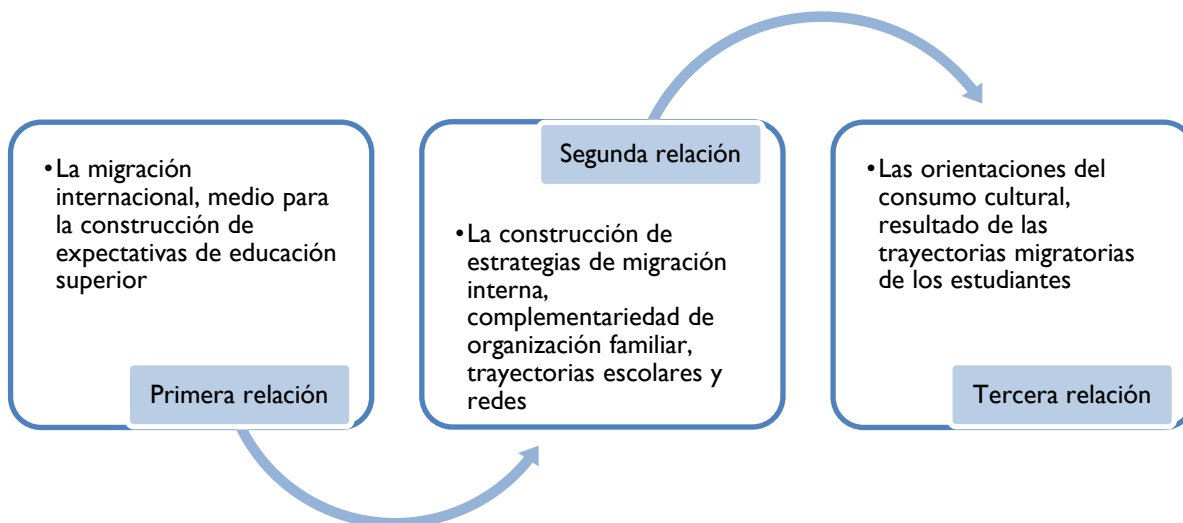 •La migración
internacional, medio para
la construcción de
expectativas de educación
superior
Primera relación
Segunda relación
•La construcción de
estrategias de migración
interna,
complementariedad de
organización familiar,
trayectorias escolares y
redes
•Las orientaciones del
consumo cultural,
resultado de las
trayectorias migratorias
de los estudiantes
Tercera relación